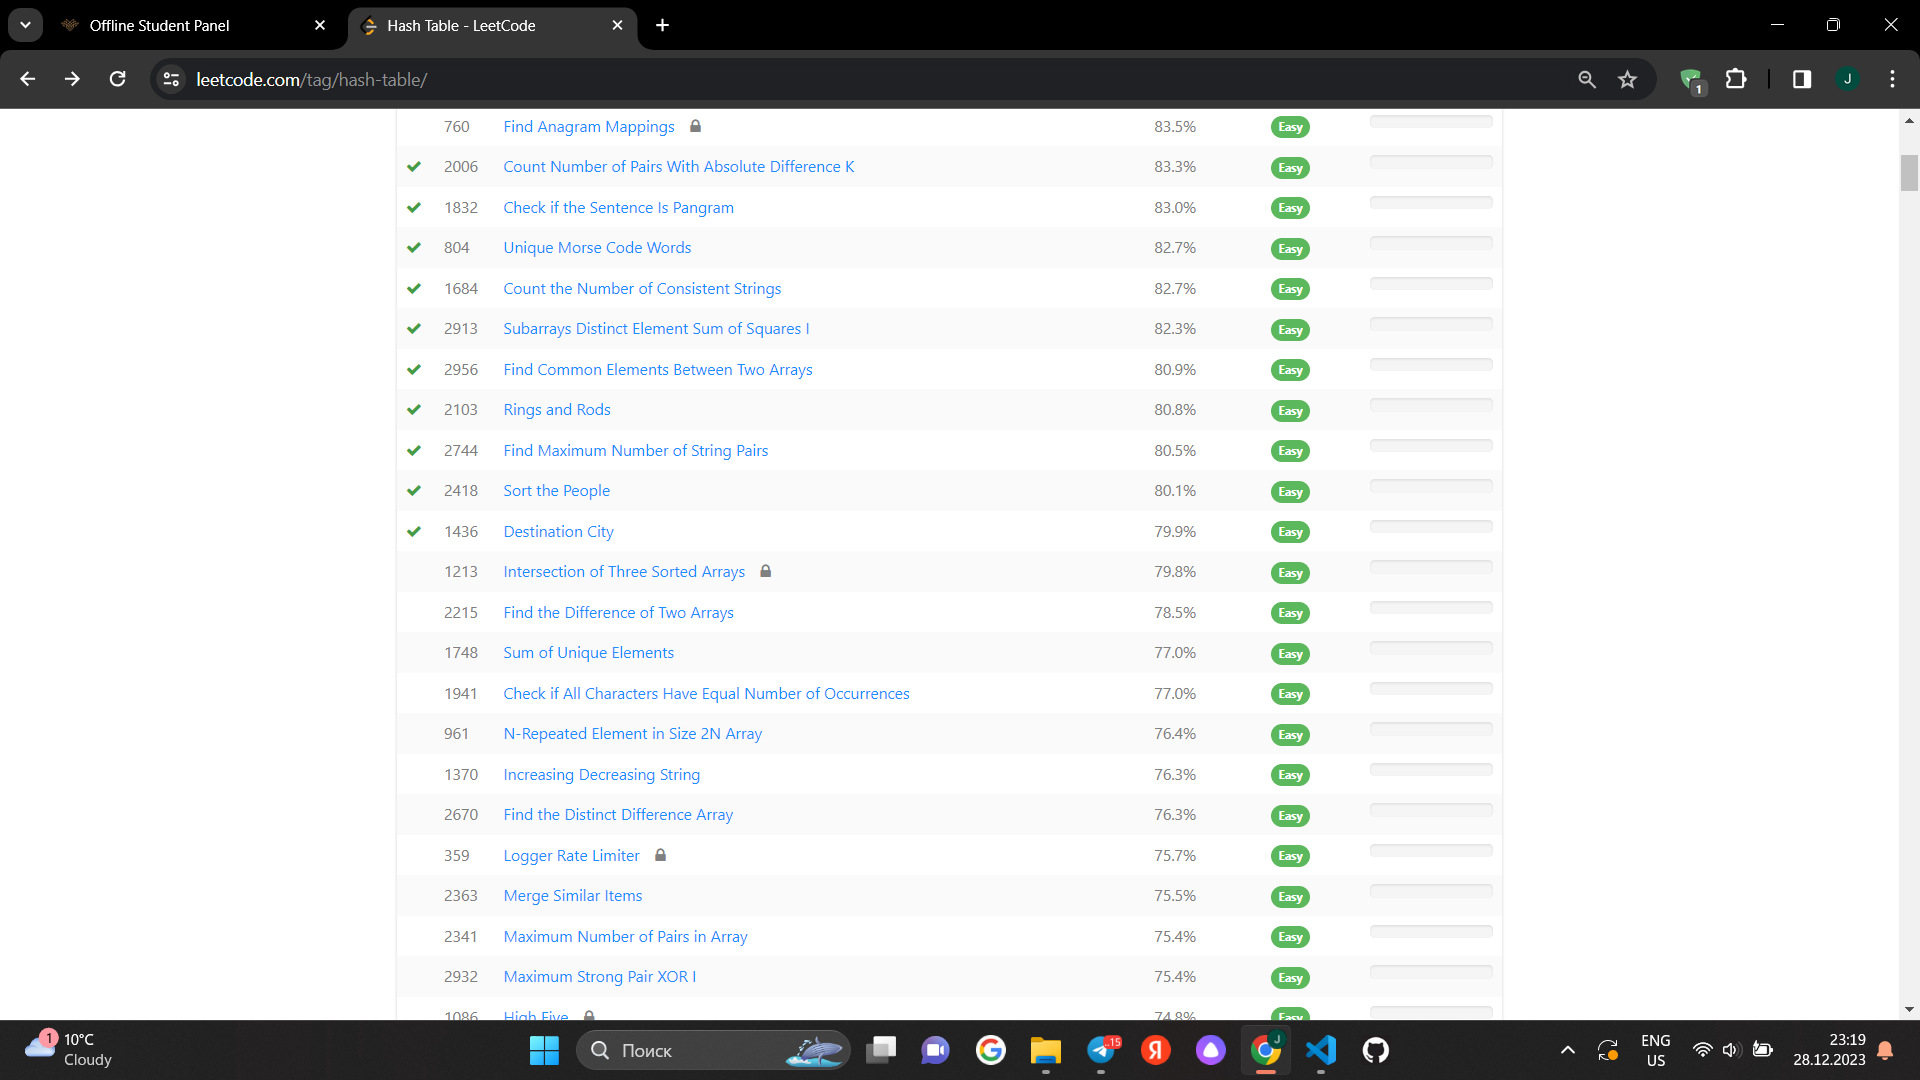 Offline Student Panel
Hash Table - LeetCode
leetcode.com/tag/hash-table/
1
J
760 Find Anagram Mappings 83.5% Easy
2006 Count Number of Pairs With Absolute Difference K 83.3% Easy
1832 Check if the Sentence Is Pangram 83.0% Easy
804 Unique Morse Code Words 82.7% Easy
1684 Count the Number of Consistent Strings 82.7% Easy
2913 Subarrays Distinct Element Sum of Squares I 82.3% Easy
2956 Find Common Elements Between Two Arrays 80.9% Easy
2103 Rings and Rods 80.8% Easy
2744 Find Maximum Number of String Pairs 80.5% Easy
2418 Sort the People 80.1% Easy
1436 Destination City 79.9% Easy
1213 Intersection of Three Sorted Arrays 79.8% Easy
2215 Find the Difference of Two Arrays 78.5% Easy
1748 Sum of Unique Elements 77.0% Easy
1941 Check if All Characters Have Equal Number of Occurrences 77.0% Easy
961 N-Repeated Element in Size 2N Array 76.4% Easy
1370 Increasing Decreasing String 76.3% Easy
2670 Find the Distinct Difference Array 76.3% Easy
359 Logger Rate Limiter 75.7% Easy
2363 Merge Similar Items 75.5% Easy
2341 Maximum Number of Pairs in Array 75.4% Easy
2932 Maximum Strong Pair XOR I 75.4% Easy
1086 High Five 74.8% Easy
1
10°C
Cloudy
Поиск
15
Я
J
ENG
US
23:19
28.12.2023